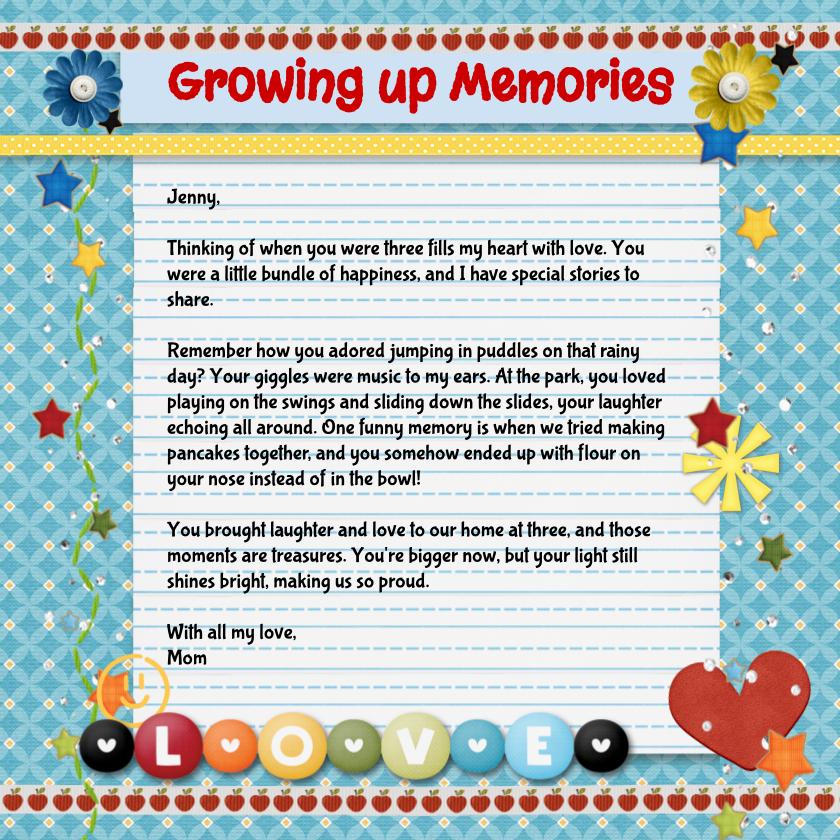 Growing up Memories
Jenny,
Thinking of when you were three fills my heart with love. You
were a little bundle of happiness, and I have special stories to
share.
Remember how you adored jumping in puddles on that rainy
day? Your giggles were music to my ears. At the park, you loved
playing on the swings and sliding down the slides, your laughter
echoing all around. One funny memory is when we tried making
pancakes together, and you somehow ended up with flour on
your nose instead of in the bowl!
You brought laughter and love to our home at three, and those
moments are treasures. You're bigger now, but your light still
shines bright, making us so proud.
With all my love,
Mom
LOVE